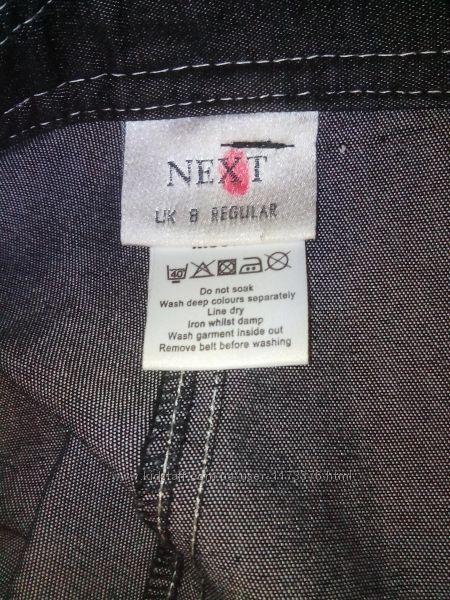 NEXT
UK 8 REGULAR
40
Do not soak
Wash deep colours separately
Line dry
Iron whilst damp
Wash garment inside out
Remove belt before washing